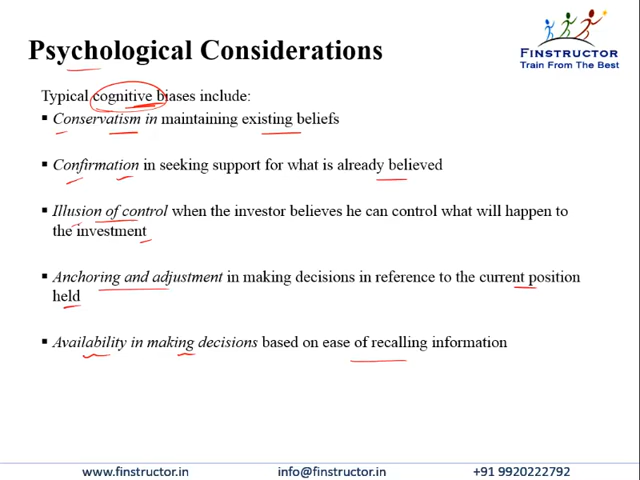 Psychological Considerations
FINSTRUCTOR
Train From The Best
Typical cognitive biases include:
▪ Conservatism in maintaining existing beliefs
▪ Confirmation in seeking support for what is already believed
▪ Illusion of control when the investor believes he can control what will happen to
the investment
▪ Anchoring and adjustment in making decisions in reference to the current position
held
▪ Availability in making decisions based on ease of recalling information
www.finstructor.in info@finstructor.in +91 9920222792